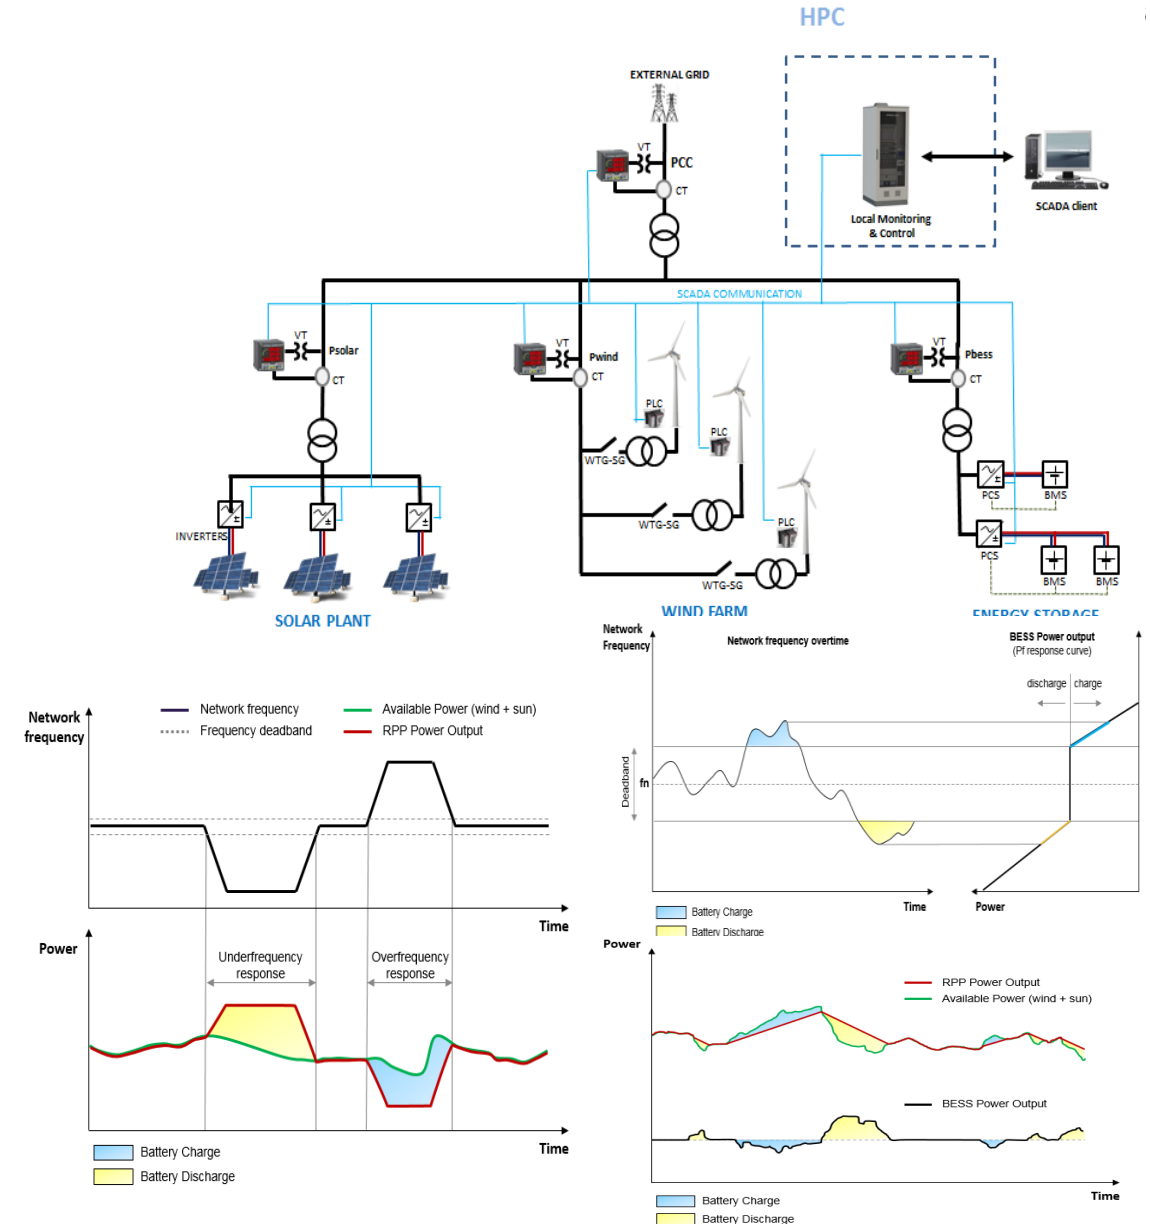 HPC
EXTERNAL GRID
VT
PCC
CT
Local Monitoring
& Control
SCADA client
SCADA COMMUNICATION
VT
Psolar
CT
VT
Pwind
CT
VT
Pbess
CT
PLC
PLC
PLC
WTG-SG
WTG-SG
WTG-SG
INVERTERS
PCS
BMS
PCS
BMS
BMS
SOLAR PLANT
WIND FARM
ENERGY STORAGE
Network
frequency
Network frequency
Frequency deadband
Available Power (wind + sun)
RPP Power Output
Time
Power
Underfrequency
response
Overfrequency
response
Time
Battery Charge
Battery Discharge
Network
Frequency
Network frequency overtime
BESS Power output
(Pf response curve)
discharge
charge
Deadband
fn
Time
Power
Battery Charge
Battery Discharge
Power
RPP Power Output
Available Power (wind + sun)
BESS Power Output
Time
Battery Charge
Battery Discharge